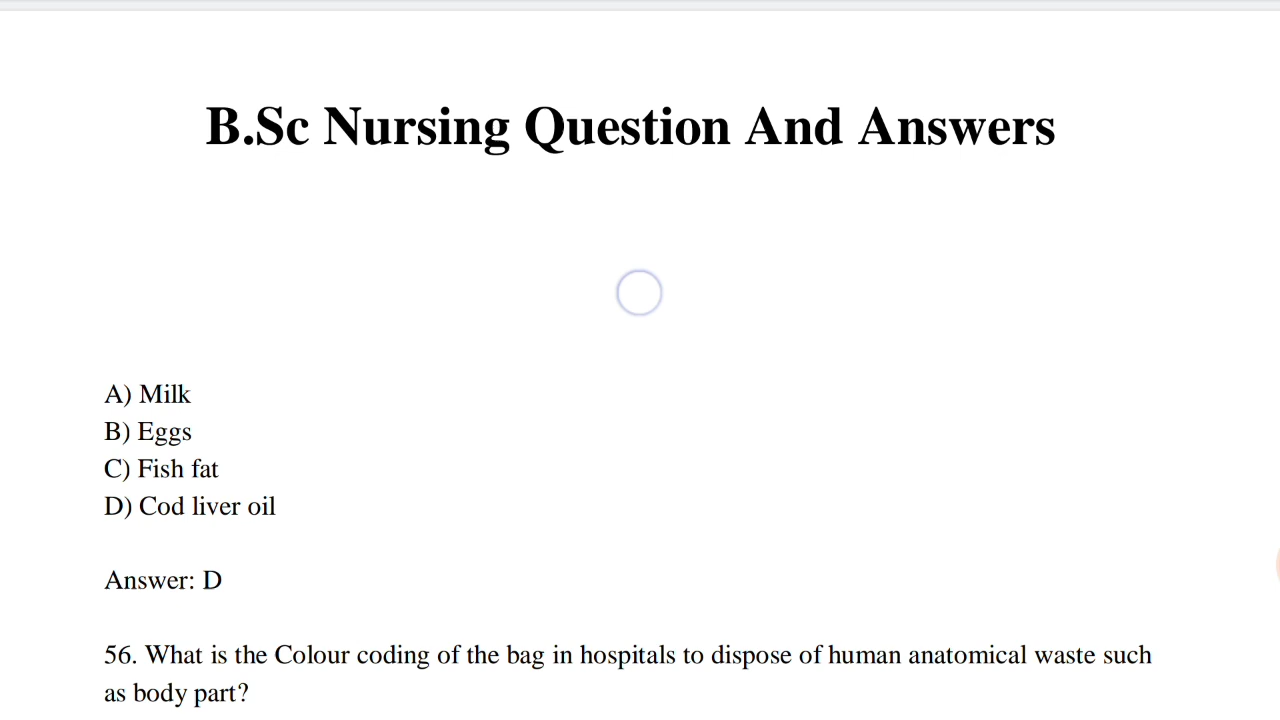 B.Sc Nursing Question And Answers
A) Milk
B) Eggs
C) Fish fat
D) Cod liver oil
Answer: D
56. What is the Colour coding of the bag in hospitals to dispose of human anatomical waste such
as body part?